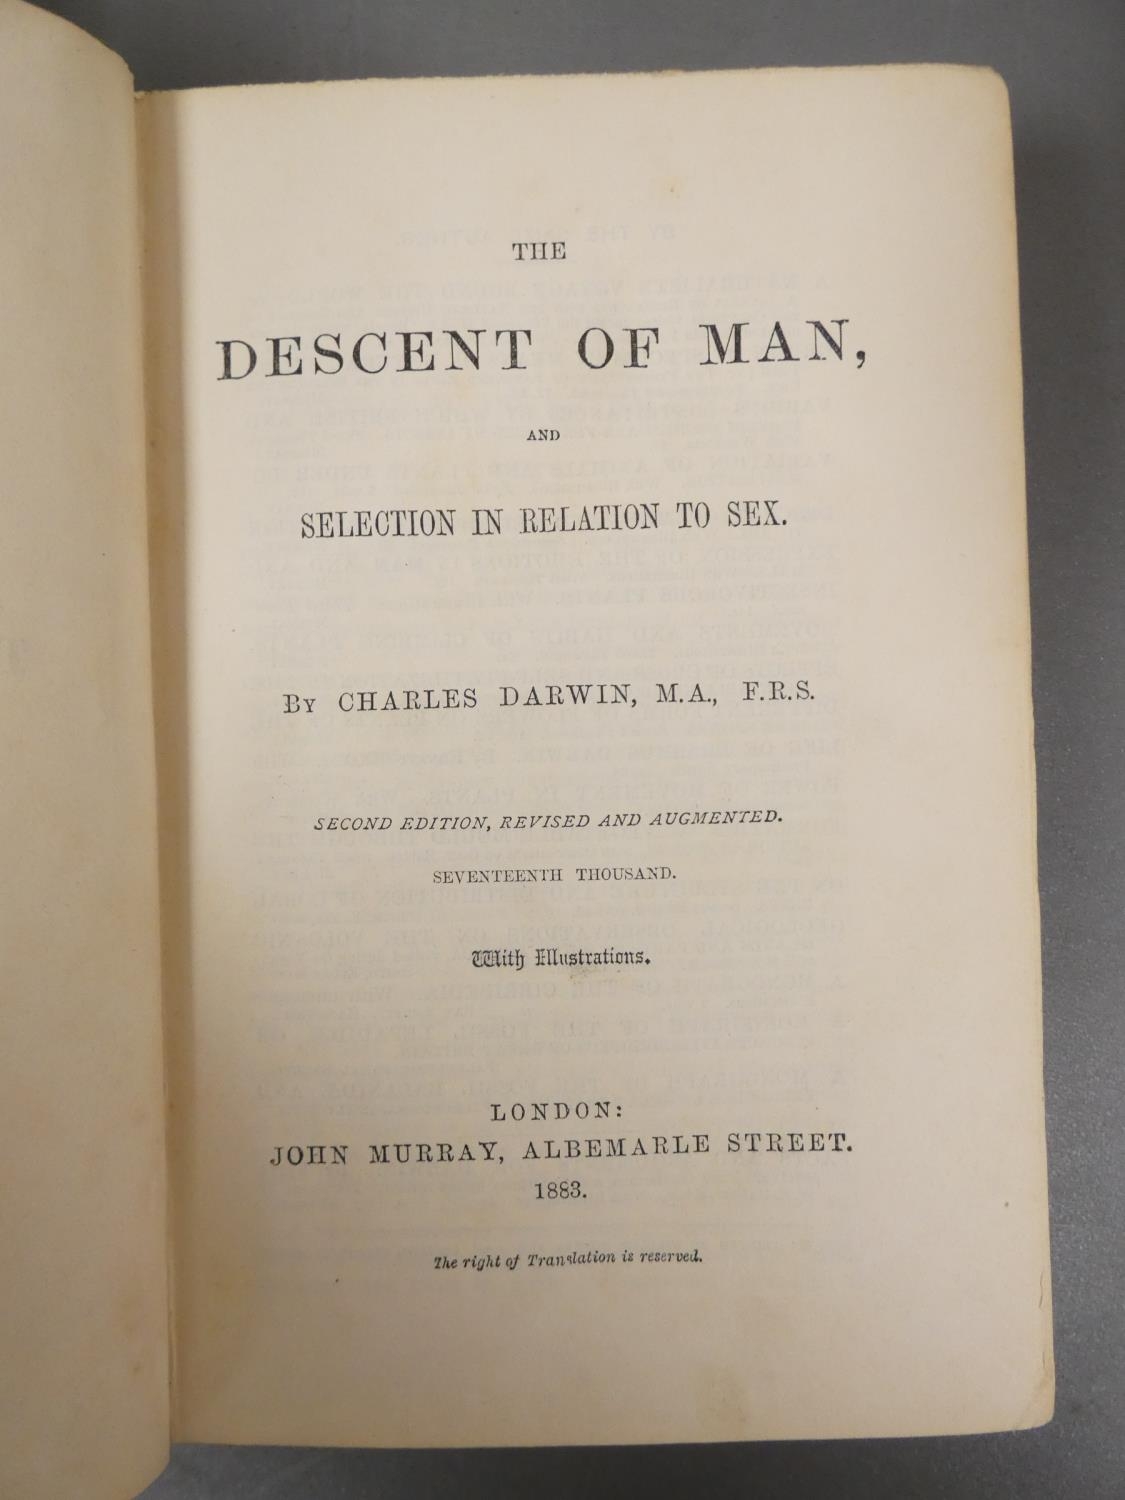 THE
DESCENT OF MAN,
AND
SELECTION IN RELATION TO SEX.
BY CHARLES DARWIN, M.A., F.R.S.
SECOND EDITION, REVISED AND AUGMENTED.
SEVENTEENTH THOUSAND.
With Illustrations.
LONDON:
JOHN MURRAY, ALBEMARLE STREET.
1883.
The right of Translation is reserved.